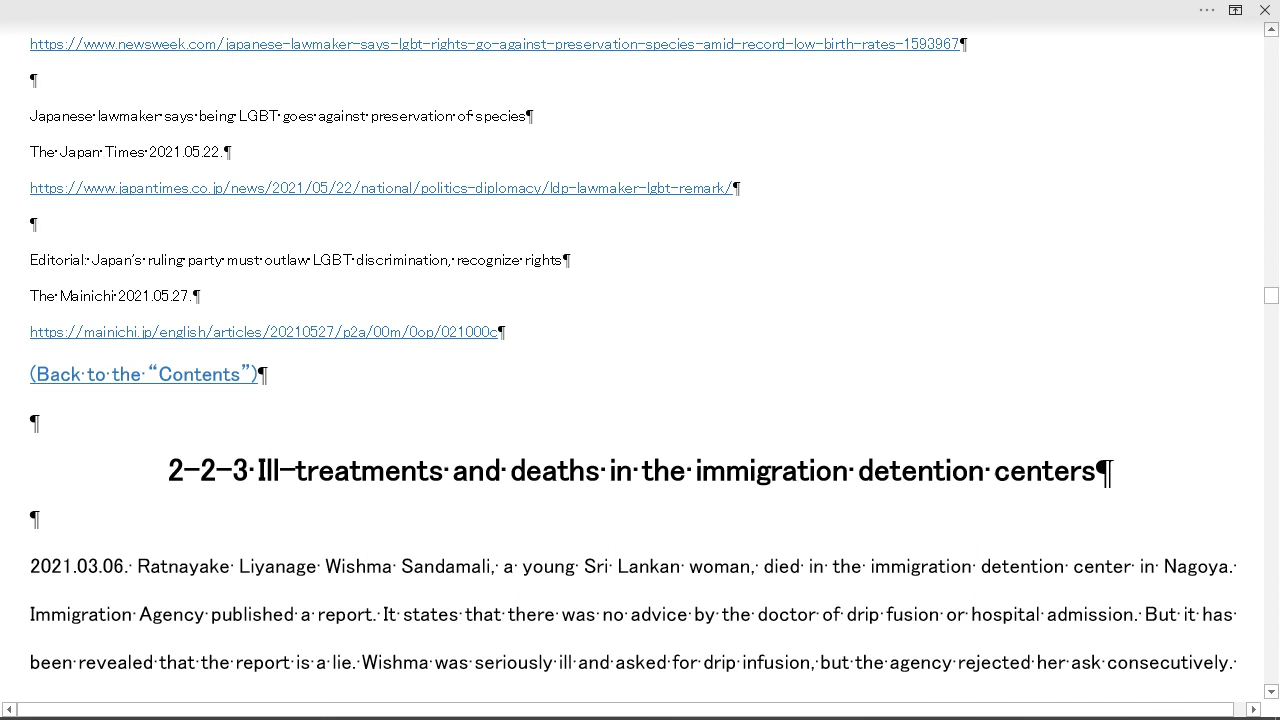 https://www.newsweek.com/japanese-lawmaker-says-lgbt-rights-go-against-preservation-species-amid-record-low-birth-rates-1593967¶
¶
Japanese lawmaker says being LGBT goes against preservation of species¶
The Japan Times 2021.05.22.¶
https://www.japantimes.co.jp/news/2021/05/22/national/politics-diplomacy/ldp-lawmaker-lgbt-remark/¶
¶
Editorial: Japan's ruling party must outlaw LGBT discrimination, recognize rights¶
The Mainichi 2021.05.27.¶
https://mainichi.jp/english/articles/20210527/p2a/00m/0op/021000c¶
(Back to the “Contents”)¶
¶
2-2-3 Ill-treatments and deaths in the immigration detention centers¶
¶
2021.03.06. Ratnayake Liyanage Wishma Sandamali, a young Sri Lankan woman, died in the immigration detention center in Nagoya.
Immigration Agency published a report. It states that there was no advice by the doctor of drip fusion or hospital admission. But it has
been revealed that the report is a lie. Wishma was seriously ill and asked for drip infusion, but the agency rejected her ask consecutively.